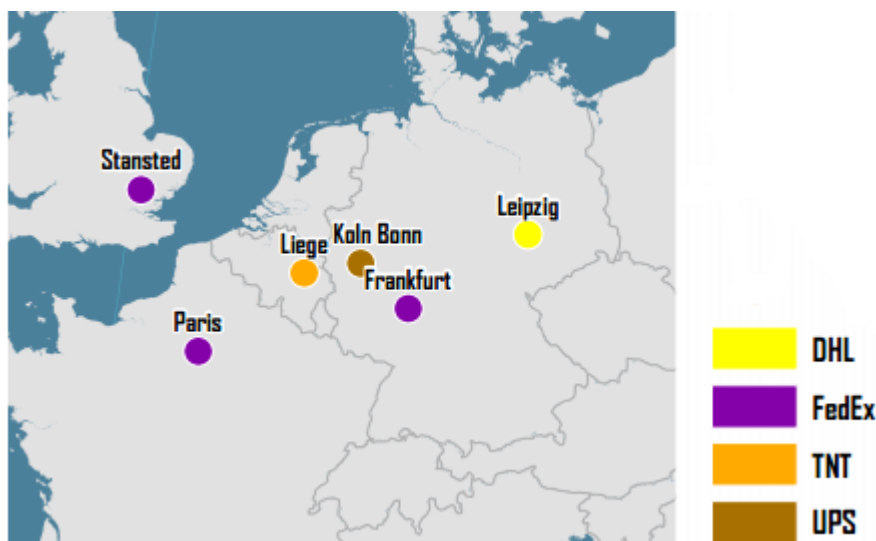 Stansted
Leipzig
Liege
Koln Bonn
Frankfurt
Paris
DHL
FedEx
TNT
UPS